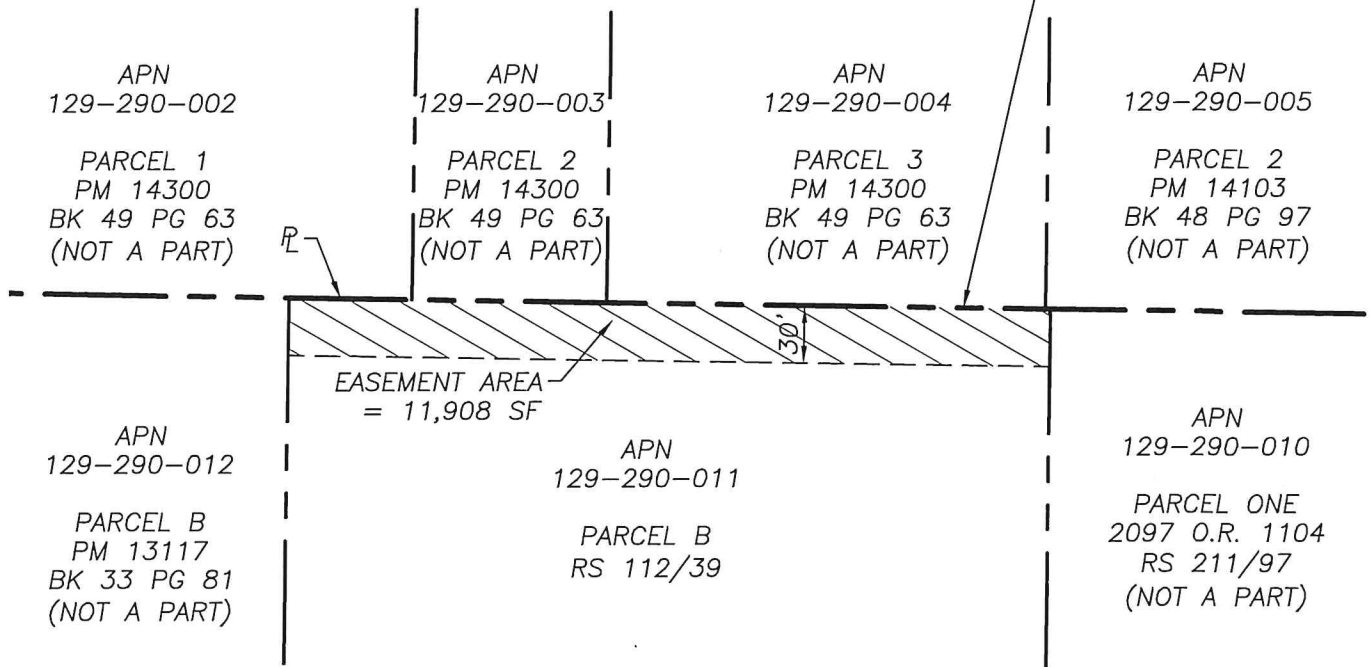 APN
129-290-002
PARCEL 1
PM 14300
BK 49 PG 63
(NOT A PART)
APN
129-290-003
PARCEL 2
PM 14300
BK 49 PG 63
(NOT A PART)
APN
129-290-004
PARCEL 3
PM 14300
BK 49 PG 63
(NOT A PART)
APN
129-290-005
PARCEL 2
PM 14103
BK 48 PG 97
(NOT A PART)
PL
30'
EASEMENT AREA
= 11,908 SF
APN
129-290-012
PARCEL B
PM 13117
BK 33 PG 81
(NOT A PART)
APN
129-290-011
PARCEL B
RS 112/39
APN
129-290-010
PARCEL ONE
2097 O.R. 1104
RS 211/97
(NOT A PART)